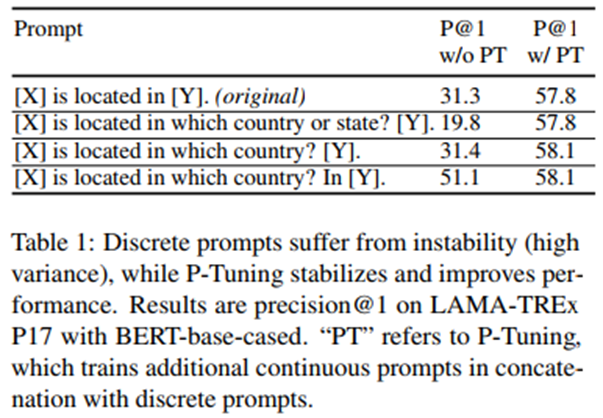 Prompt P@1 P@1
w/o PT w/ PT
[X] is located in [Y]. (original) 31.3 57.8
[X] is located in which country or state? [Y]. 19.8 57.8
[X] is located in which country? [Y]. 31.4 58.1
[X] is located in which country? In [Y]. 51.1 58.1
Table 1: Discrete prompts suffer from instability (high
variance), while P-Tuning stabilizes and improves per-
formance. Results are precision@1 on LAMA-TREx
P17 with BERT-base-cased. “PT” refers to P-Tuning,
which trains additional continuous prompts in concate-
nation with discrete prompts.